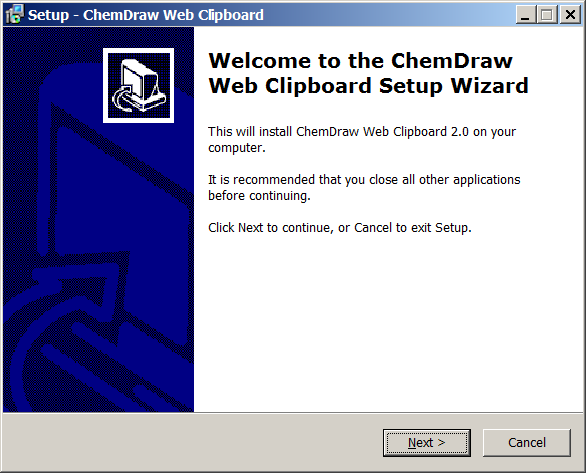 Setup - ChemDraw Web Clipboard
Welcome to the ChemDraw
Web Clipboard Setup Wizard
This will install ChemDraw Web Clipboard 2.0 on your
computer.
It is recommended that you close all other applications
before continuing.
Click Next to continue, or Cancel to exit Setup.
Next >
Cancel